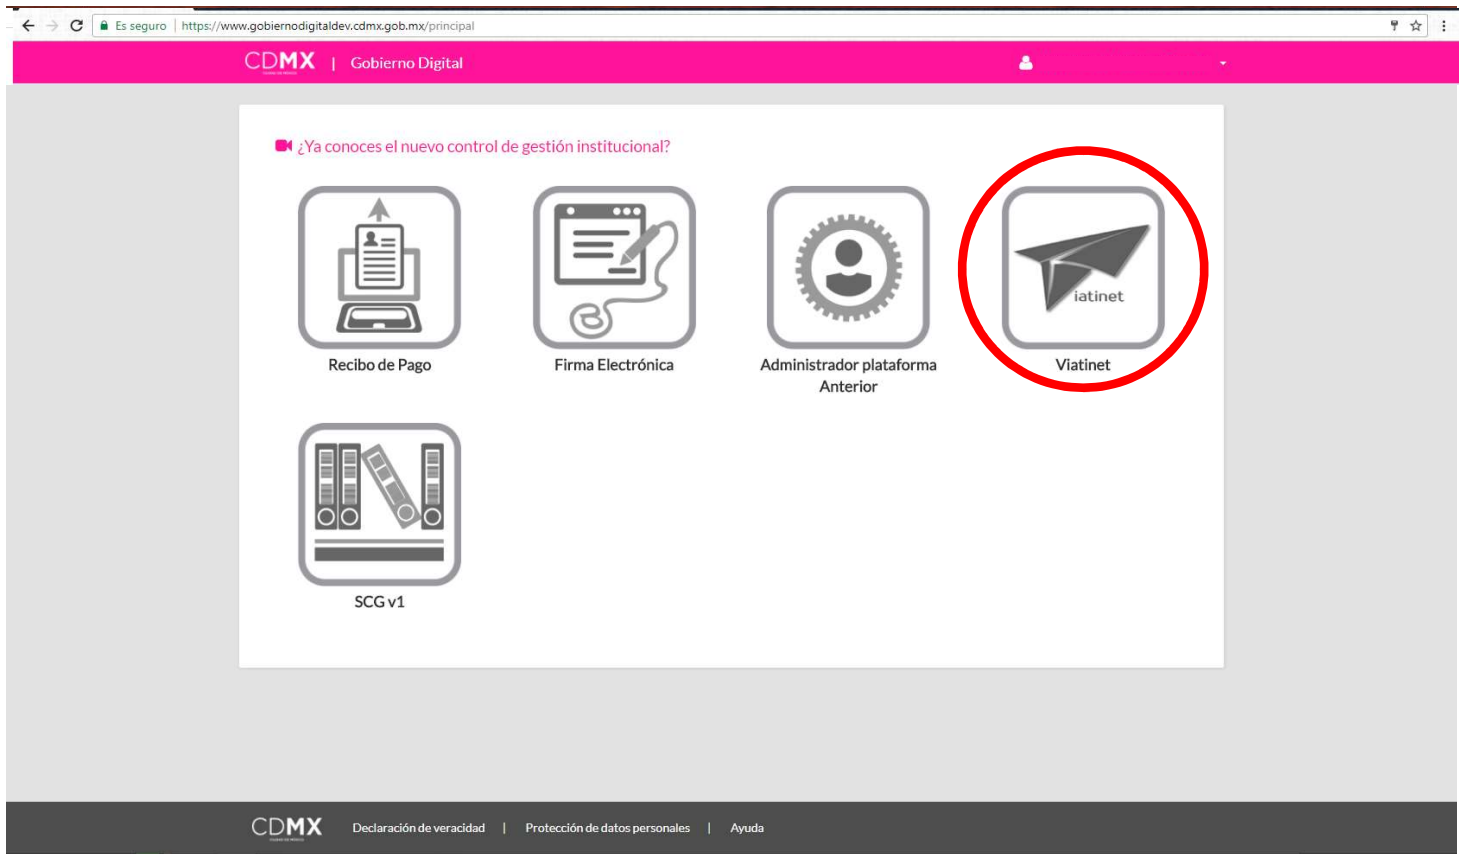 Es seguro | https://www.gobiernodigitaldev.cdmx.gob.mx/principal
CDMX | Gobierno Digital
¿Ya conoces el nuevo control de gestión institucional?
iatinet
Recibo de Pago
Firma Electrónica
Administrador plataforma
Anterior
Viatinet
SCG v1
CDMX
Declaración de veracidad | Protección de datos personales | Ayuda